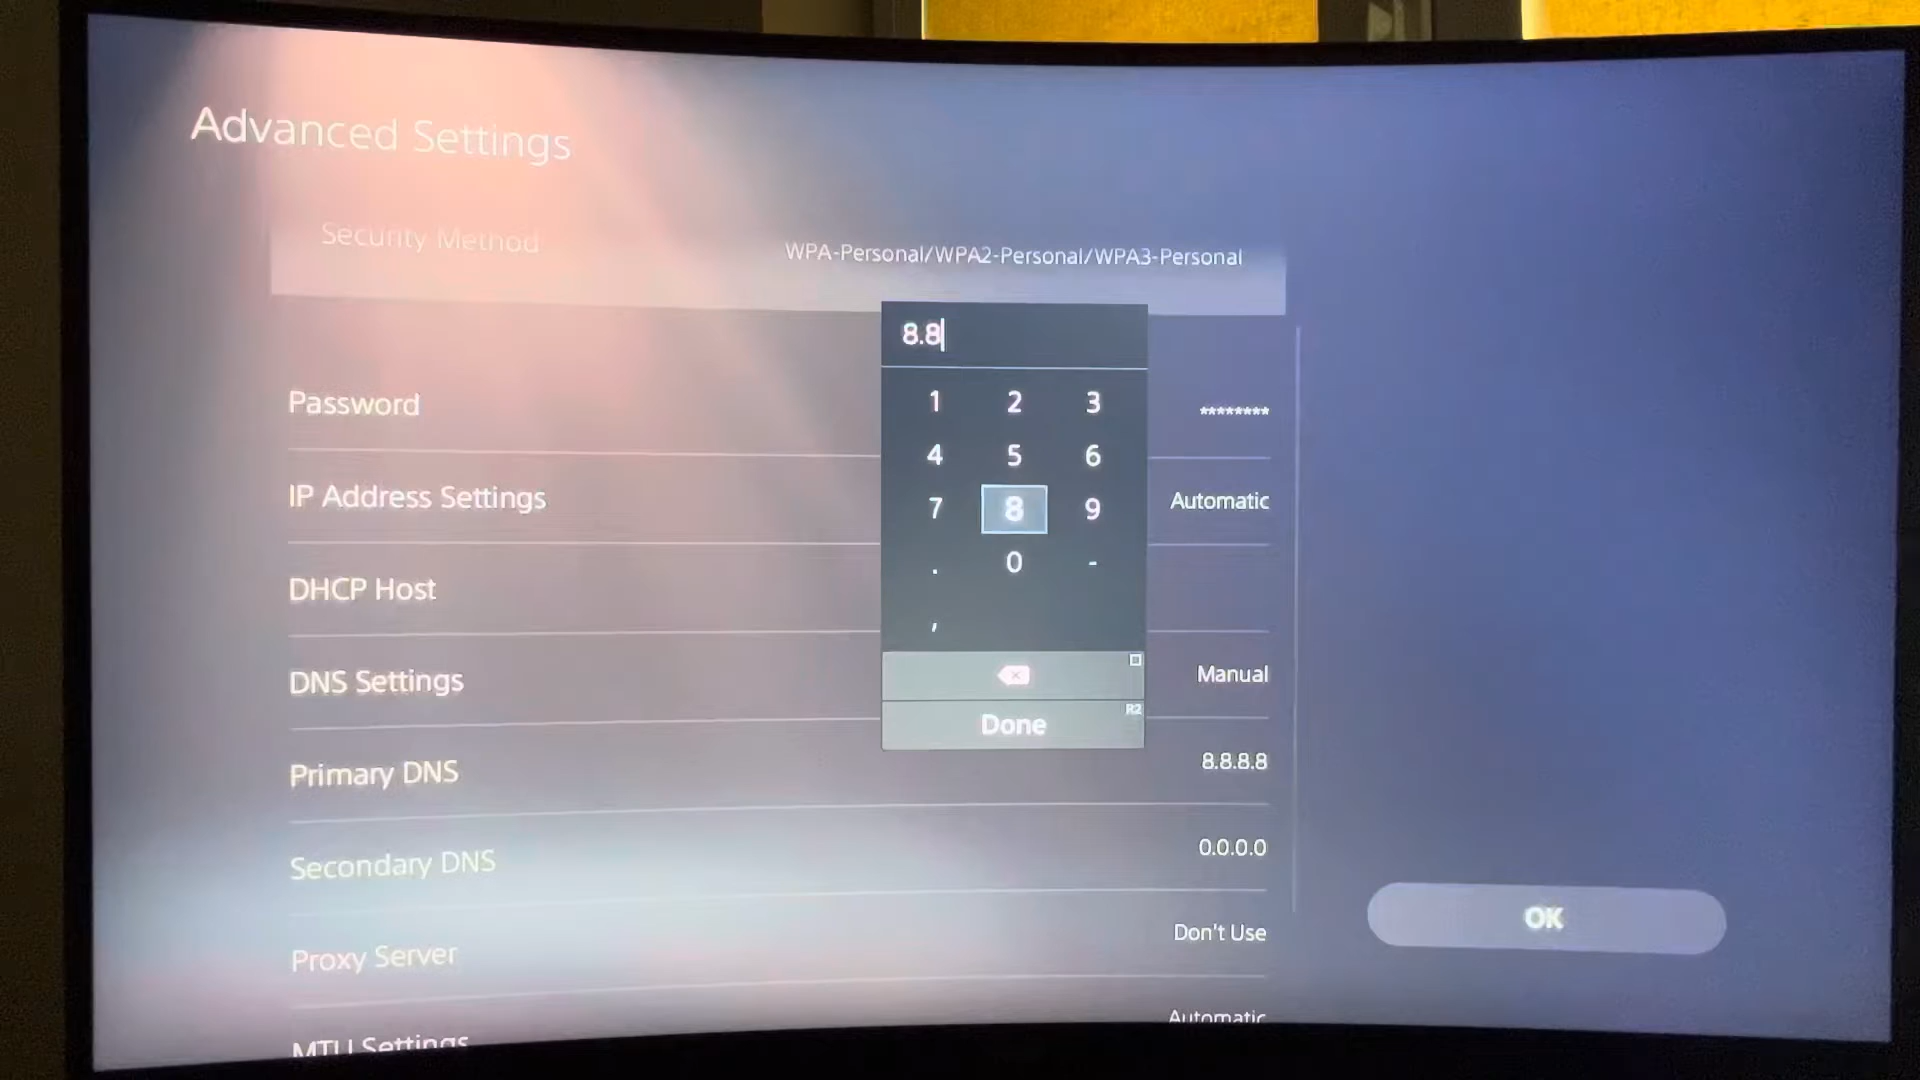 Advanced Settings
Security Method
WPA-Personal/WPA2-Personal/WPA3-Personal
8.8
1 2 3
4 5 6
7 8 9
. 0 -
,
Done R2
Password ********
IP Address Settings Automatic
DHCP Host
DNS Settings Manual
Primary DNS 8.8.8.8
Secondary DNS 0.0.0.0
Proxy Server Don't Use
MTU Settings Automatic
OK